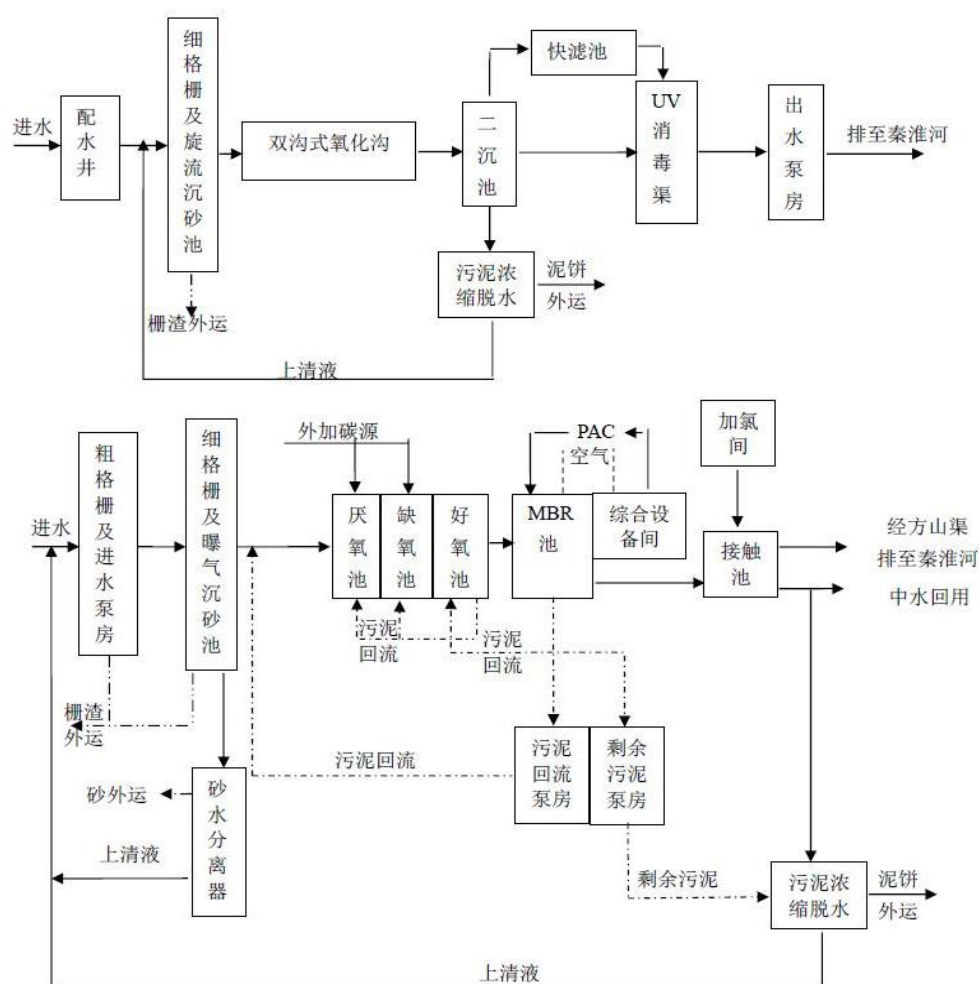 进水
配水井
细格栅及旋流沉砂池
栅渣外运
双沟式氧化沟
二沉池
快滤池
UV
消毒渠
出水泵房
排至秦淮河
污泥浓
缩脱水
泥饼
外运
上清液
进水
粗格栅及进水泵房
细格栅及曝气沉砂池
栅渣
外运
砂外运
砂水分离器
上清液
外加碳源
厌氧池
缺氧池
好氧池
污泥
回流
污泥
回流
PAC
空气
MBR
池
综合设
备间
加氯
间
接触
池
经方山渠
排至秦淮河
中水回用
污泥回流
污泥
回流
泵房
剩余
污泥
泵房
剩余污泥
污泥浓
缩脱水
泥饼
外运
上清液